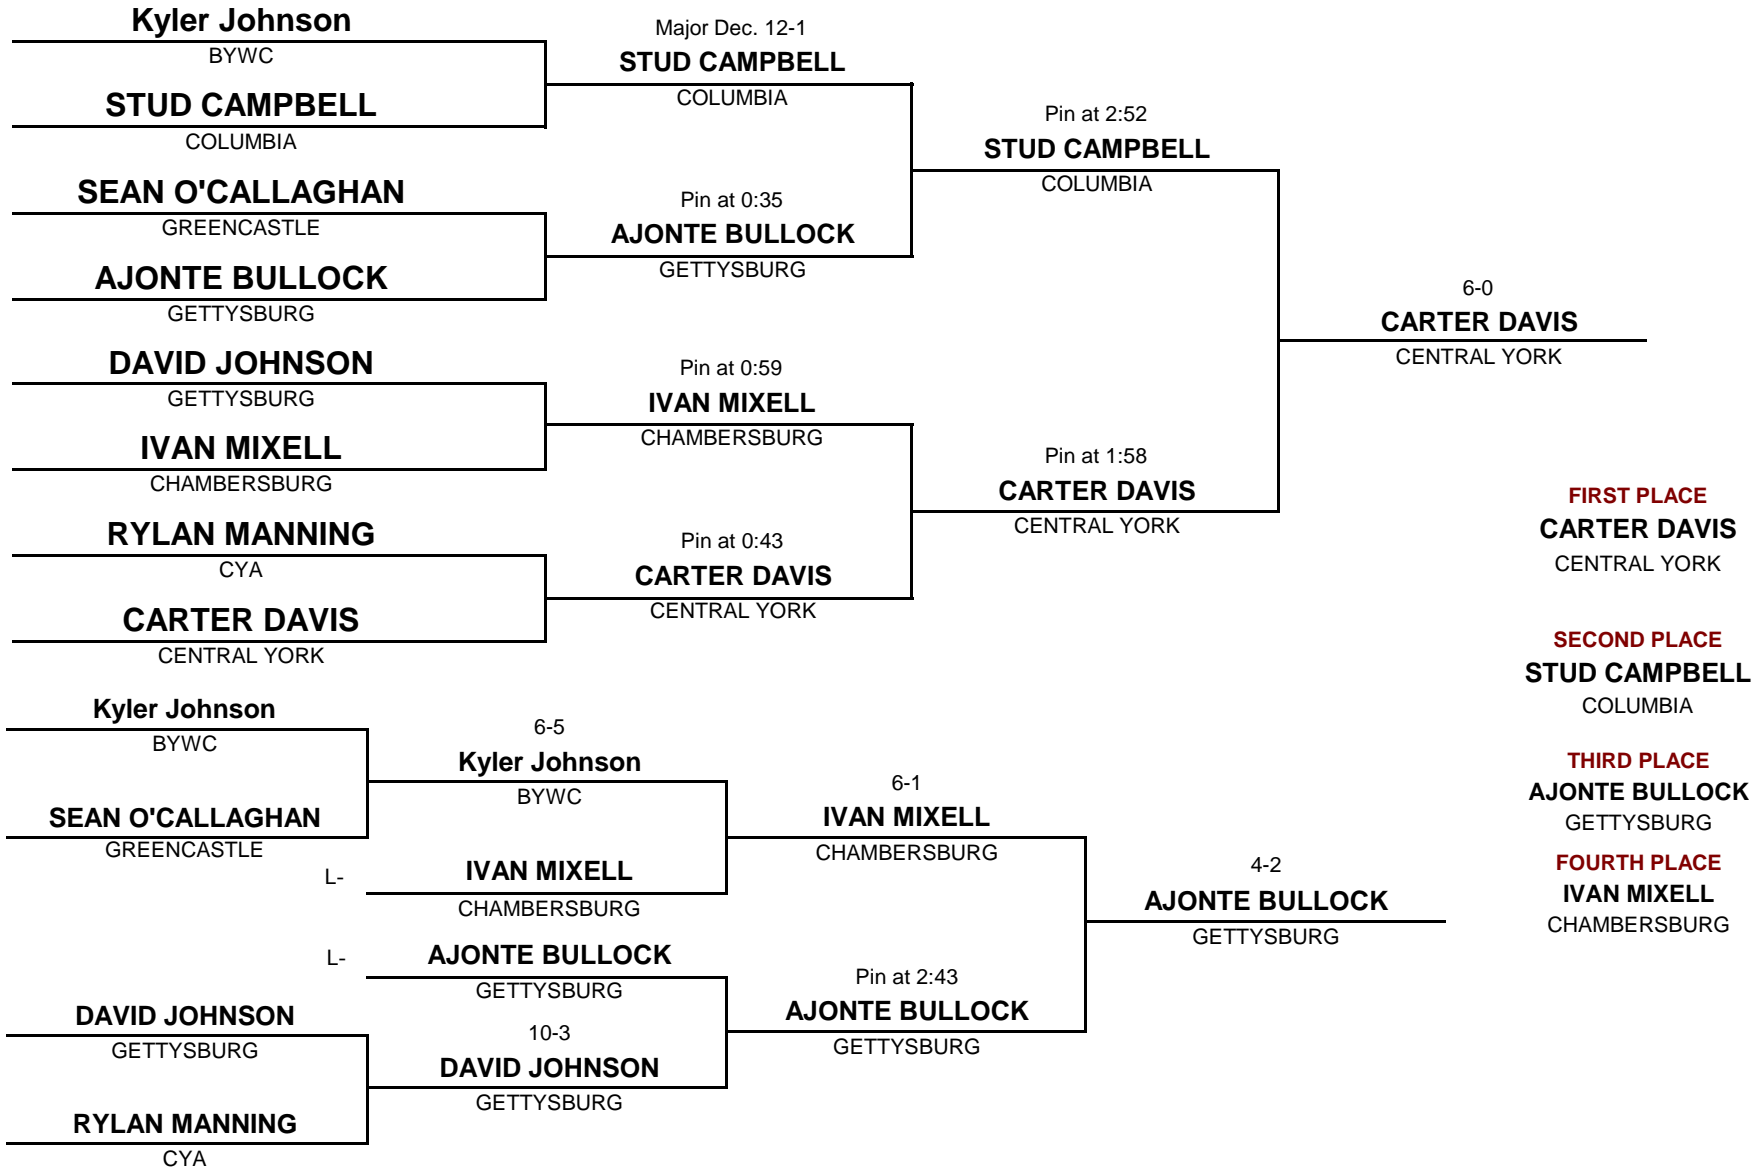 Kyler Johnson
BYWC
STUD CAMPBELL
COLUMBIA
SEAN O'CALLAGHAN
GREENCASTLE
AJONTE BULLOCK
GETTYSBURG
DAVID JOHNSON
GETTYSBURG
IVAN MIXELL
CHAMBERSBURG
RYLAN MANNING
CYA
CARTER DAVIS
CENTRAL YORK
Major Dec. 12-1
STUD CAMPBELL
COLUMBIA
Pin at 0:35
AJONTE BULLOCK
GETTYSBURG
Pin at 0:59
IVAN MIXELL
CHAMBERSBURG
Pin at 0:43
CARTER DAVIS
CENTRAL YORK
Pin at 2:52
STUD CAMPBELL
COLUMBIA
Pin at 1:58
CARTER DAVIS
CENTRAL YORK
6-0
CARTER DAVIS
CENTRAL YORK
FIRST PLACE
CARTER DAVIS
CENTRAL YORK
SECOND PLACE
STUD CAMPBELL
COLUMBIA
THIRD PLACE
AJONTE BULLOCK
GETTYSBURG
FOURTH PLACE
IVAN MIXELL
CHAMBERSBURG
Kyler Johnson
BYWC
SEAN O'CALLAGHAN
GREENCASTLE
DAVID JOHNSON
GETTYSBURG
RYLAN MANNING
CYA
6-5
Kyler Johnson
BYWC
L-
IVAN MIXELL
CHAMBERSBURG
L-
AJONTE BULLOCK
GETTYSBURG
10-3
DAVID JOHNSON
GETTYSBURG
6-1
IVAN MIXELL
CHAMBERSBURG
Pin at 2:43
AJONTE BULLOCK
GETTYSBURG
4-2
AJONTE BULLOCK
GETTYSBURG